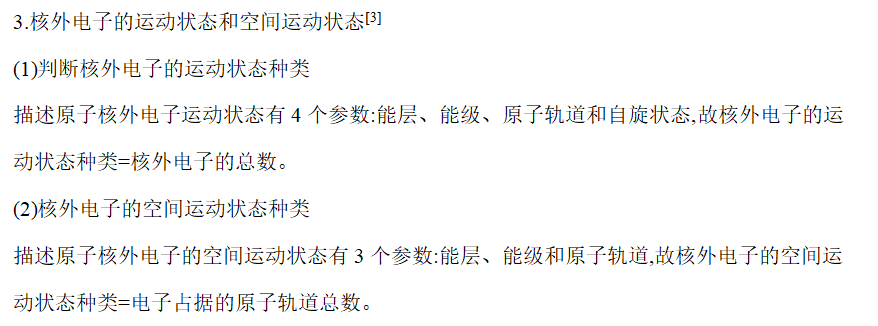 3.核外电子的运动状态和空间运动状态[3]
(1)判断核外电子的运动状态种类
描述原子核外电子运动状态有 4 个参数:能层、能级、原子轨道和自旋状态,故核外电子的运
动状态种类=核外电子的总数。
(2)核外电子的空间运动状态种类
描述原子核外电子的空间运动状态有 3 个参数:能层、能级和原子轨道,故核外电子的空间运
动状态种类=电子占据的原子轨道总数。